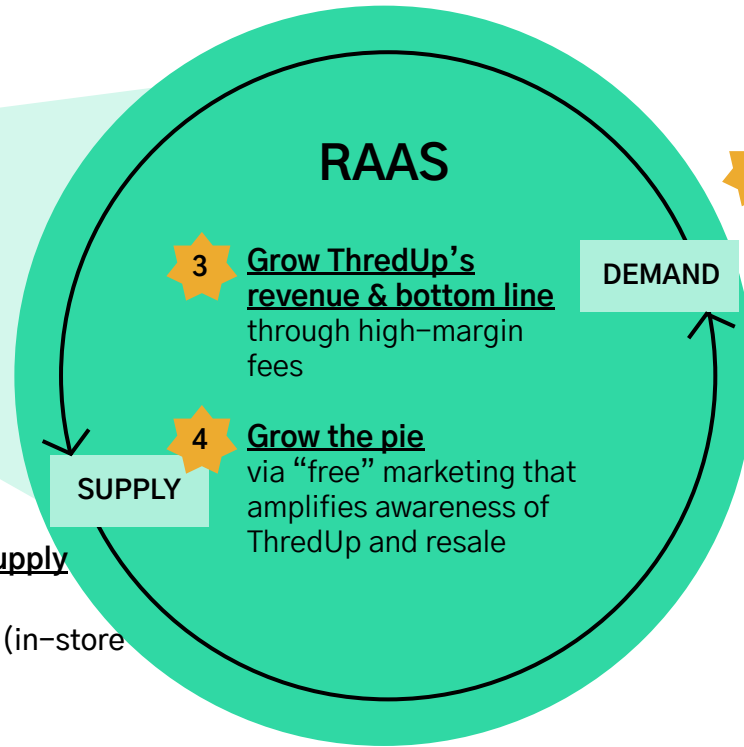 RAAS
3
Grow ThredUp’s
revenue & bottom line
through high-margin
fees
DEMAND
4
Grow the pie
via “free” marketing that
amplifies awareness of
ThredUp and resale
SUPPLY
(in-store